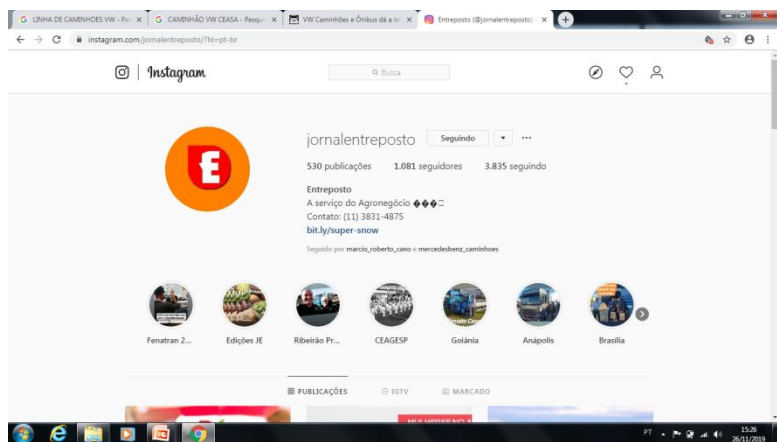 LINHA DE CAMINHOES VW - Pe
CAMINHÃO VW CEASA - Pesqui
VW Caminhões e Ônibus dá a
Entreposto (@jornalentreposto)
instagram.com/jornalentreposto/?hl=pt-br
Instagram
Busca
jornalentreposto
Seguindo
530 publicações 1.081 seguidores 3.835 seguindo
Entreposto
A serviço do Agronegócio ���□
Contato: (11) 3831-4875
bit.ly/super-snow
Seguido por marcio_roberto_cano e mercedesbenz_caminhoes
Fenatran 2... Edições JE Ribeirão Pr... CEAGESP Goiânia Anápolis Brasília
PUBLICAÇÕES IGTV MARCADO
MULHERES NO A
PT
15:26
26/11/2019